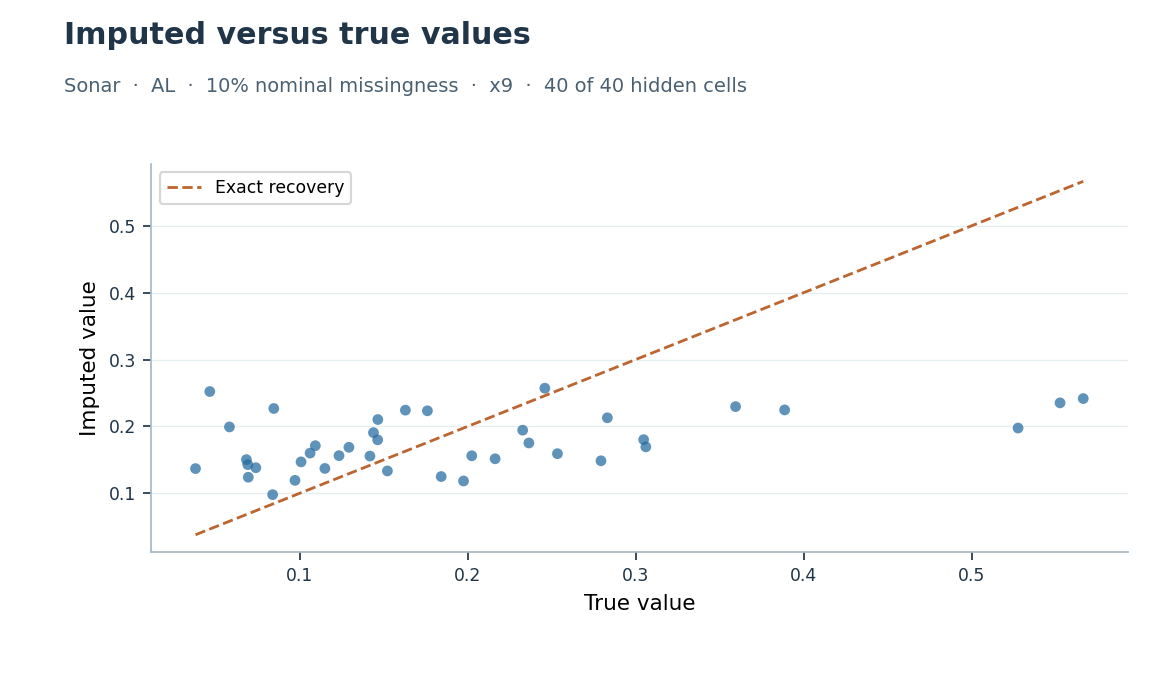 Imputed versus true values
Sonar · AL · 10% nominal missingness · x9 · 40 of 40 hidden cells
Exact recovery
Imputed value
0.5
0.4
0.3
0.2
0.1
0.1 0.2 0.3 0.4 0.5
True value